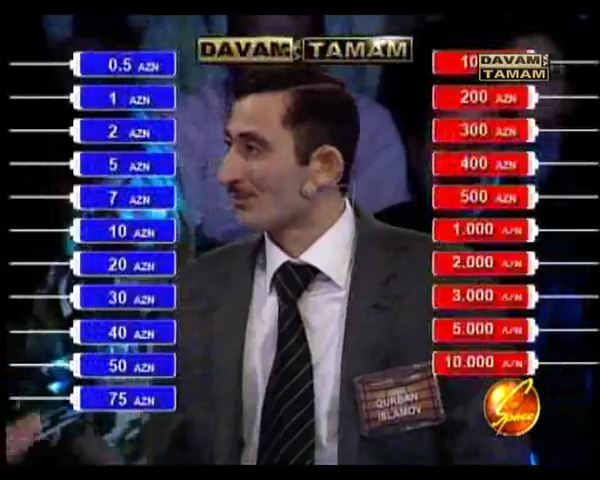 DAVAM TAMAM
DAVAM
TAMAM
0.5 AZN
1 AZN
2 AZN
5 AZN
7 AZN
10 AZN
20 AZN
30 AZN
40 AZN
50 AZN
75 AZN
200 AZN
300 AZN
400 AZN
500 AZN
1.000 AZN
2.000 AZN
3.000 AZN
5.000 AZN
10.000 AZN
QURBAN
ISLAMOV
Space